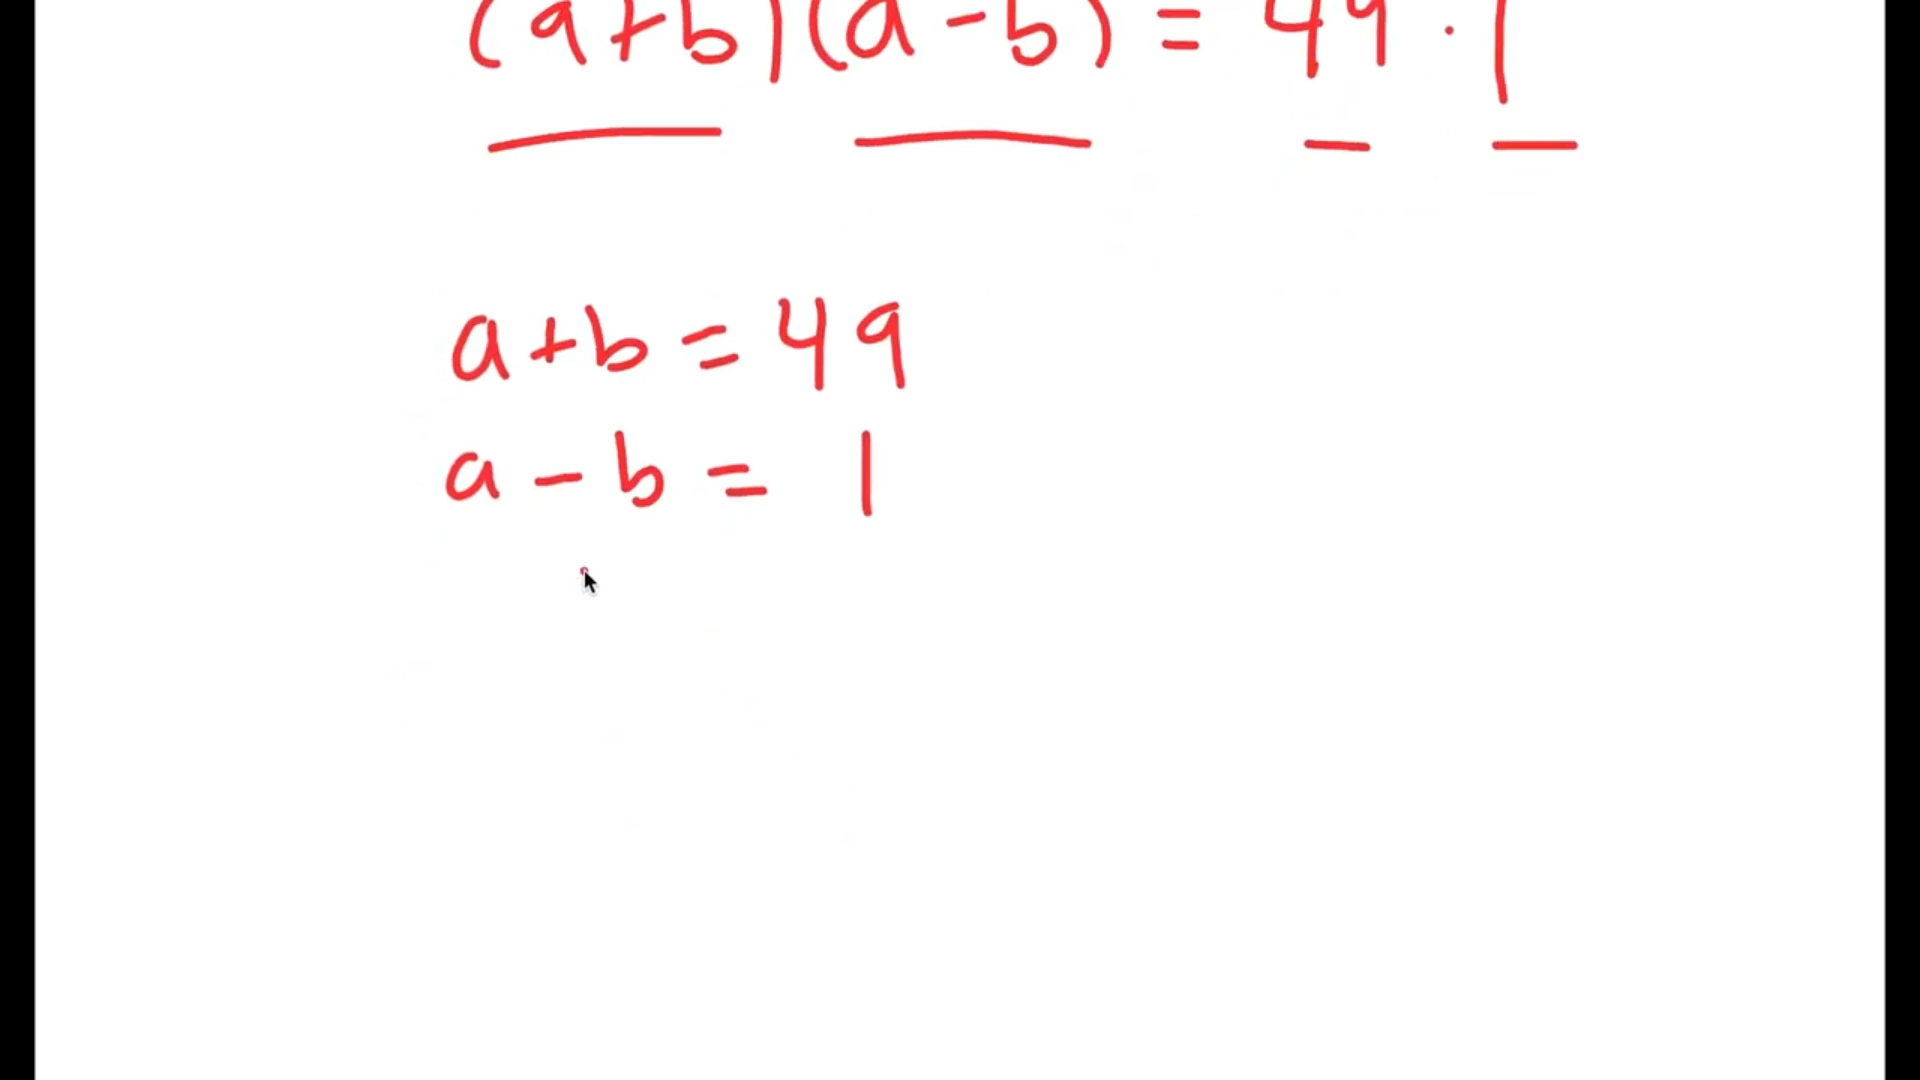 (a+b)(a-b) = 49 · 1
a+b = 49
a-b = 1